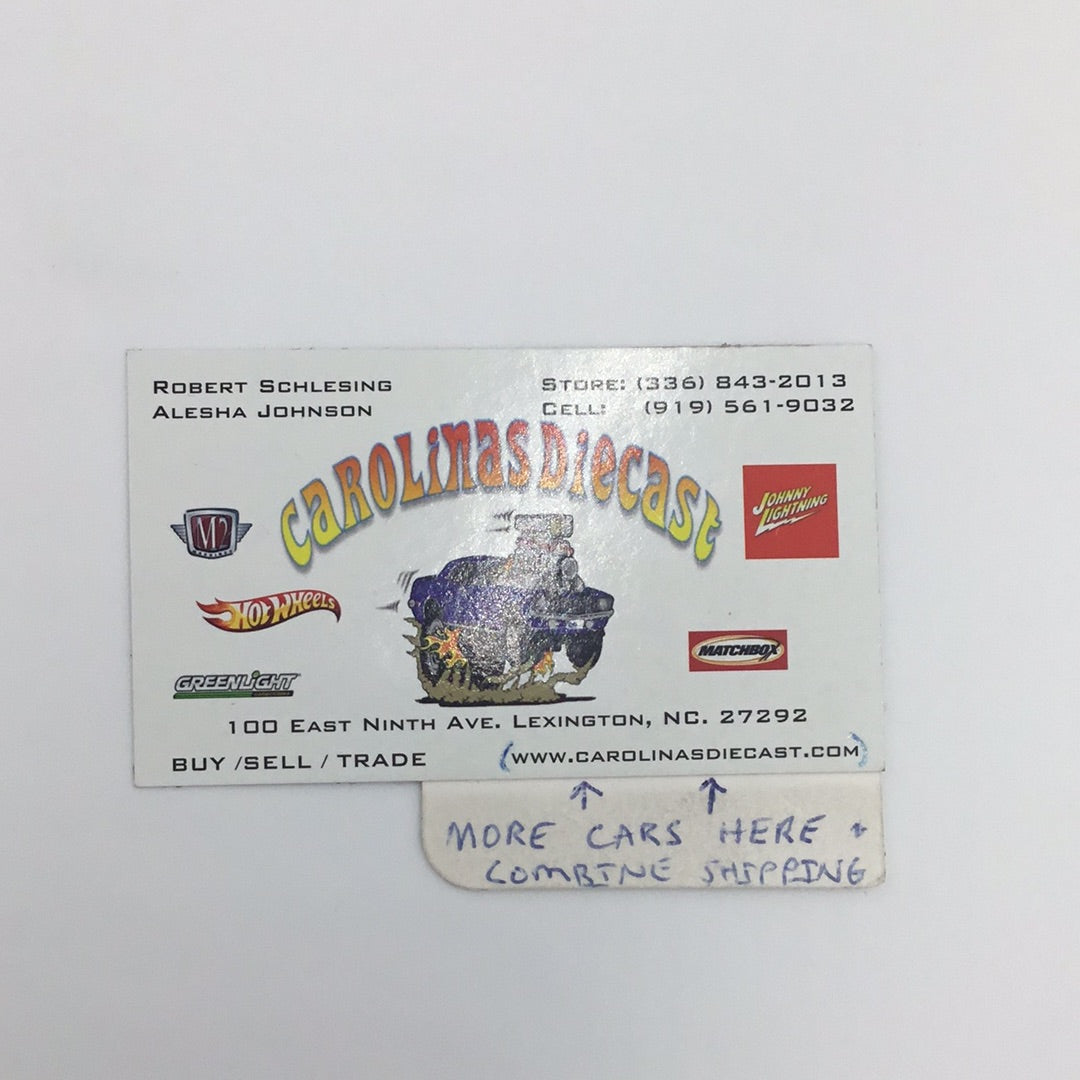 ROBERT SCHLESING
ALESHA JOHNSON
STORE: (336) 843-2013
CELL: (919) 561-9032
CAROLINAS DIECAST
M2
JOHNNY
LIGHTNING
HOT WHEELS
MATCHBOX
GREENLIGHT
100 EAST NINTH AVE. LEXINGTON, NC. 27292
BUY /SELL / TRADE
(WWW.CAROLINASDIECAST.COM)
↑ ↑
MORE CARS HERE +
COMBINE SHIPPING